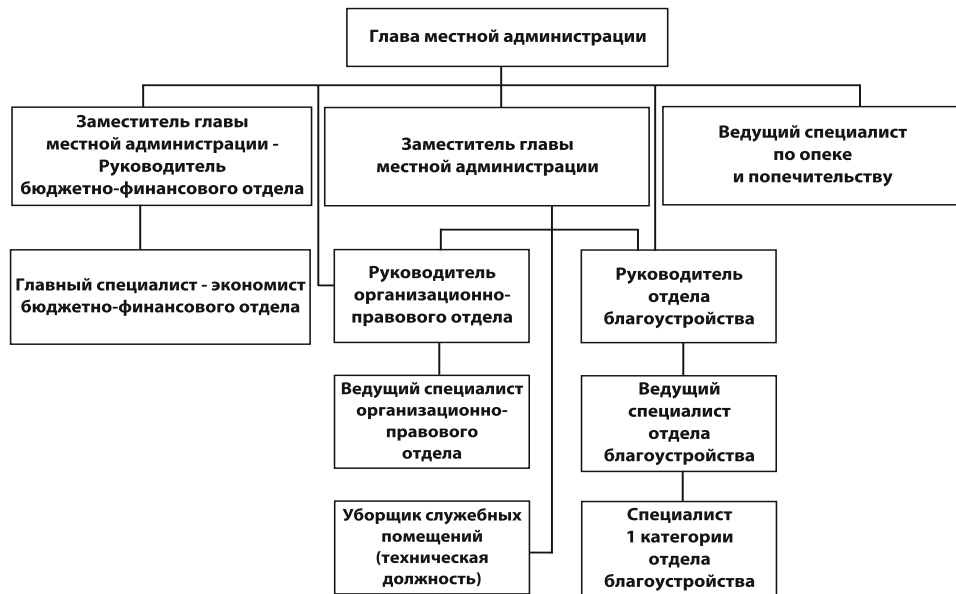 Глава местной администрации
Заместитель главы
местной администрации -
Руководитель
бюджетно-финансового отдела
Заместитель главы
местной администрации
Ведущий специалист
по опеке
и попечительству
Главный специалист - экономист
бюджетно-финансового отдела
Руководитель
организационно-
правового отдела
Руководитель
отдела
благоустройства
Ведущий специалист
организационно-
правового
отдела
Ведущий
специалист
отдела
благоустройства
Уборщик служебных
помещений
(техническая
должность)
Специалист
1 категории
отдела
благоустройства